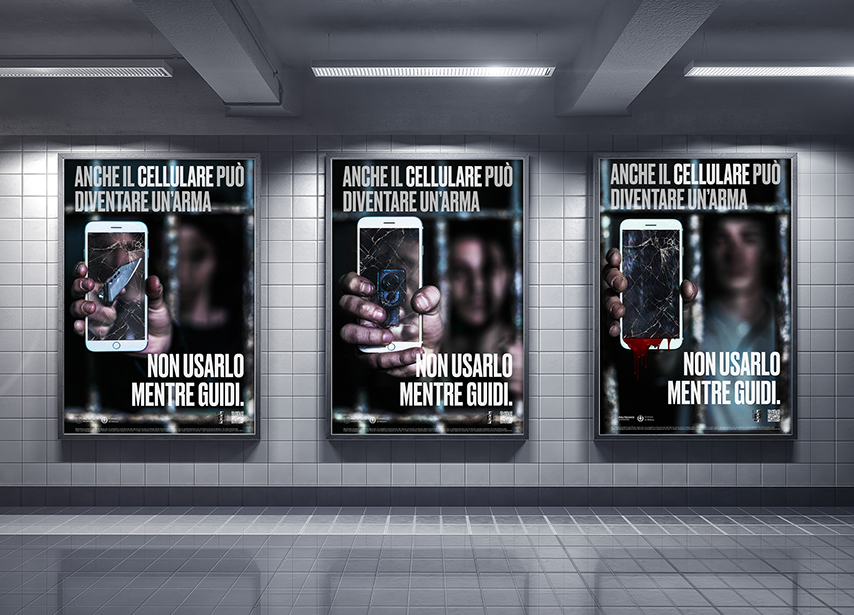 ANCHE IL CELLULARE PUÒ
DIVENTARE UN'ARMA
NON USARLO
MENTRE GUIDI.
ANCHE IL CELLULARE PUÒ
DIVENTARE UN'ARMA
NON USARLO
MENTRE GUIDI.
ANCHE IL CELLULARE PUÒ
DIVENTARE UN'ARMA
NON USARLO
MENTRE GUIDI.